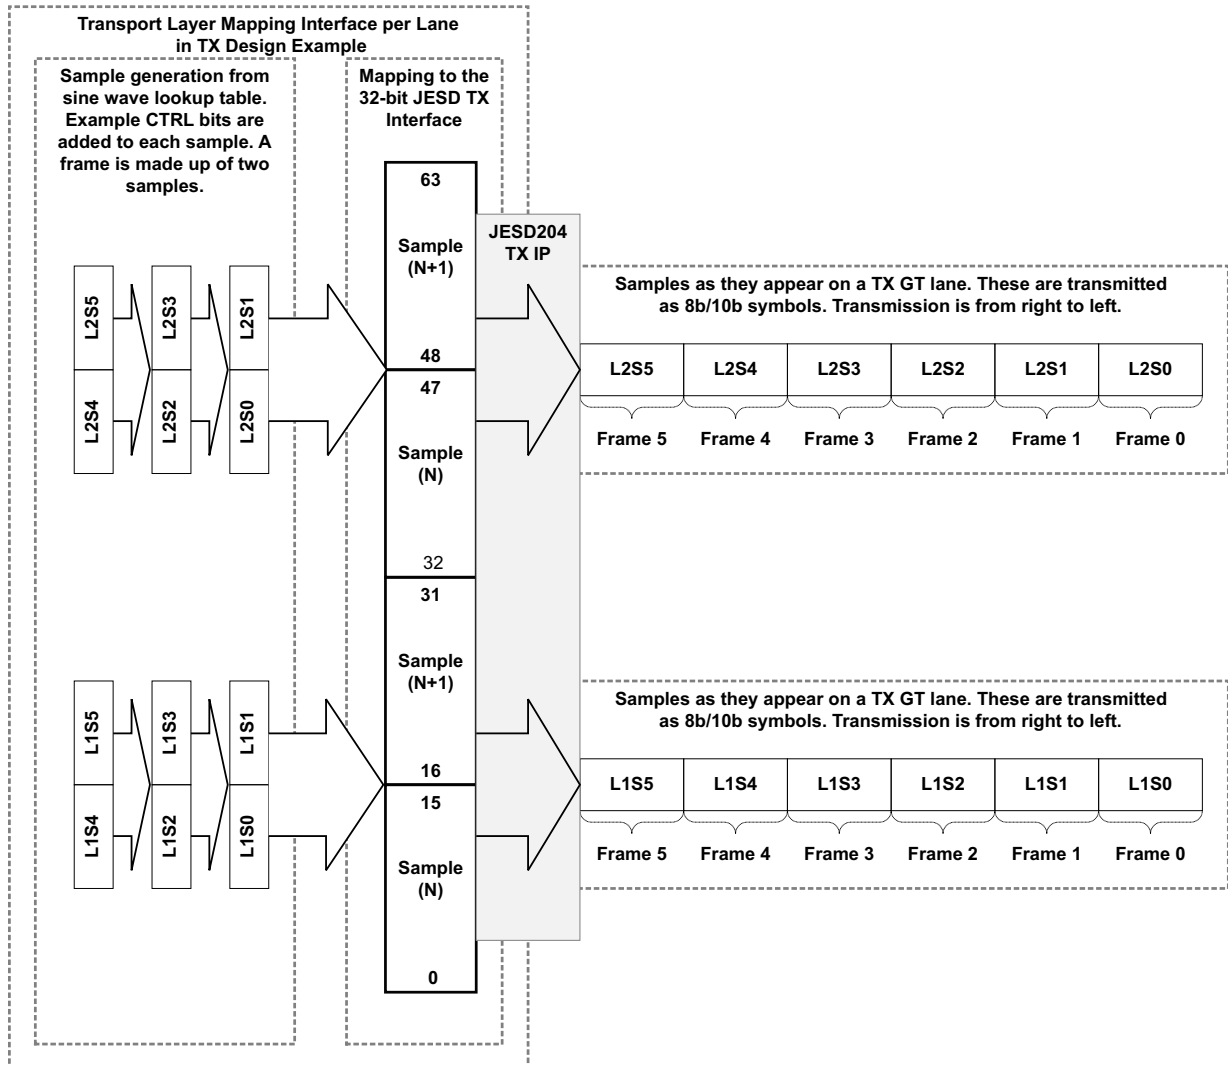 Transport Layer Mapping Interface per Lane
in TX Design Example
Sample generation from
sine wave lookup table.
Example CTRL bits are
added to each sample. A
frame is made up of two
samples.
Mapping to the
32-bit JESD TX
Interface
63
Sample
(N+1)
48
47
Sample
(N)
32
31
Sample
(N+1)
16
15
Sample
(N)
0
JESD204
TX IP
L2S5
L2S3
L2S1
L2S4
L2S2
L2S0
Samples as they appear on a TX GT lane. These are transmitted
as 8b/10b symbols. Transmission is from right to left.
L2S5 L2S4 L2S3 L2S2 L2S1 L2S0
Frame 5 Frame 4 Frame 3 Frame 2 Frame 1 Frame 0
L1S5
L1S3
L1S1
L1S4
L1S2
L1S0
Samples as they appear on a TX GT lane. These are transmitted
as 8b/10b symbols. Transmission is from right to left.
L1S5 L1S4 L1S3 L1S2 L1S1 L1S0
Frame 5 Frame 4 Frame 3 Frame 2 Frame 1 Frame 0